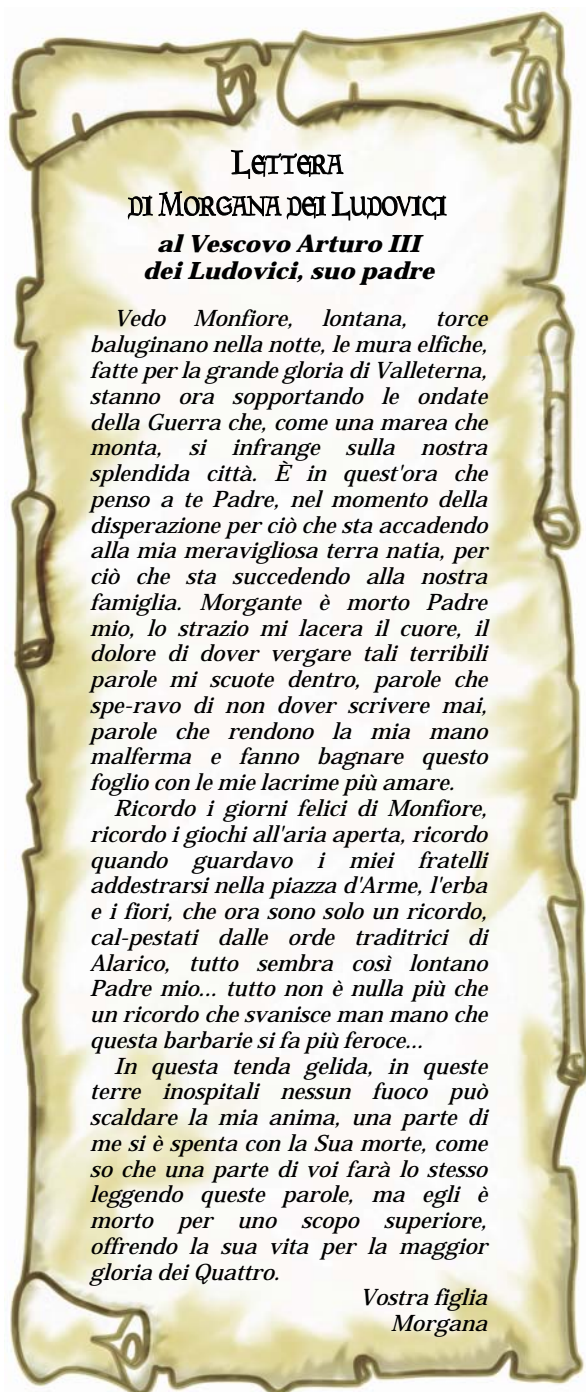 Lettera
di Morgana dei Ludovici
al Vescovo Arturo III
dei Ludovici, suo padre
Vedo Monfiore, lontana, torce
baluginano nella notte, le mura elfiche,
fatte per la grande gloria di Valleterna,
stanno ora sopportando le ondate
della Guerra che, come una marea che
monta, si infrange sulla nostra
splendida città. È in quest'ora che
penso a te Padre, nel momento della
disperazione per ciò che sta accadendo
alla mia meravigliosa terra natia, per
ciò che sta succedendo alla nostra
famiglia. Morgante è morto Padre
mio, lo strazio mi lacera il cuore, il
dolore di dover vergare tali terribili
parole mi scuote dentro, parole che
spe-ravo di non dover scrivere mai,
parole che rendono la mia mano
malferma e fanno bagnare questo
foglio con le mie lacrime più amare.
Ricordo i giorni felici di Monfiore,
ricordo i giochi all'aria aperta, ricordo
quando guardavo i miei fratelli
addestrarsi nella piazza d'Arme, l'erba
e i fiori, che ora sono solo un ricordo,
cal-pestati dalle orde traditrici di
Alarico, tutto sembra così lontano
Padre mio... tutto non è nulla più che
un ricordo che svanisce man mano che
questa barbarie si fa più feroce...
In questa tenda gelida, in queste
terre inospitali nessun fuoco può
scaldare la mia anima, una parte di
me si è spenta con la Sua morte, come
so che una parte di voi farà lo stesso
leggendo queste parole, ma egli è
morto per uno scopo superiore,
offrendo la sua vita per la maggior
gloria dei Quattro.
Vostra figlia
Morgana